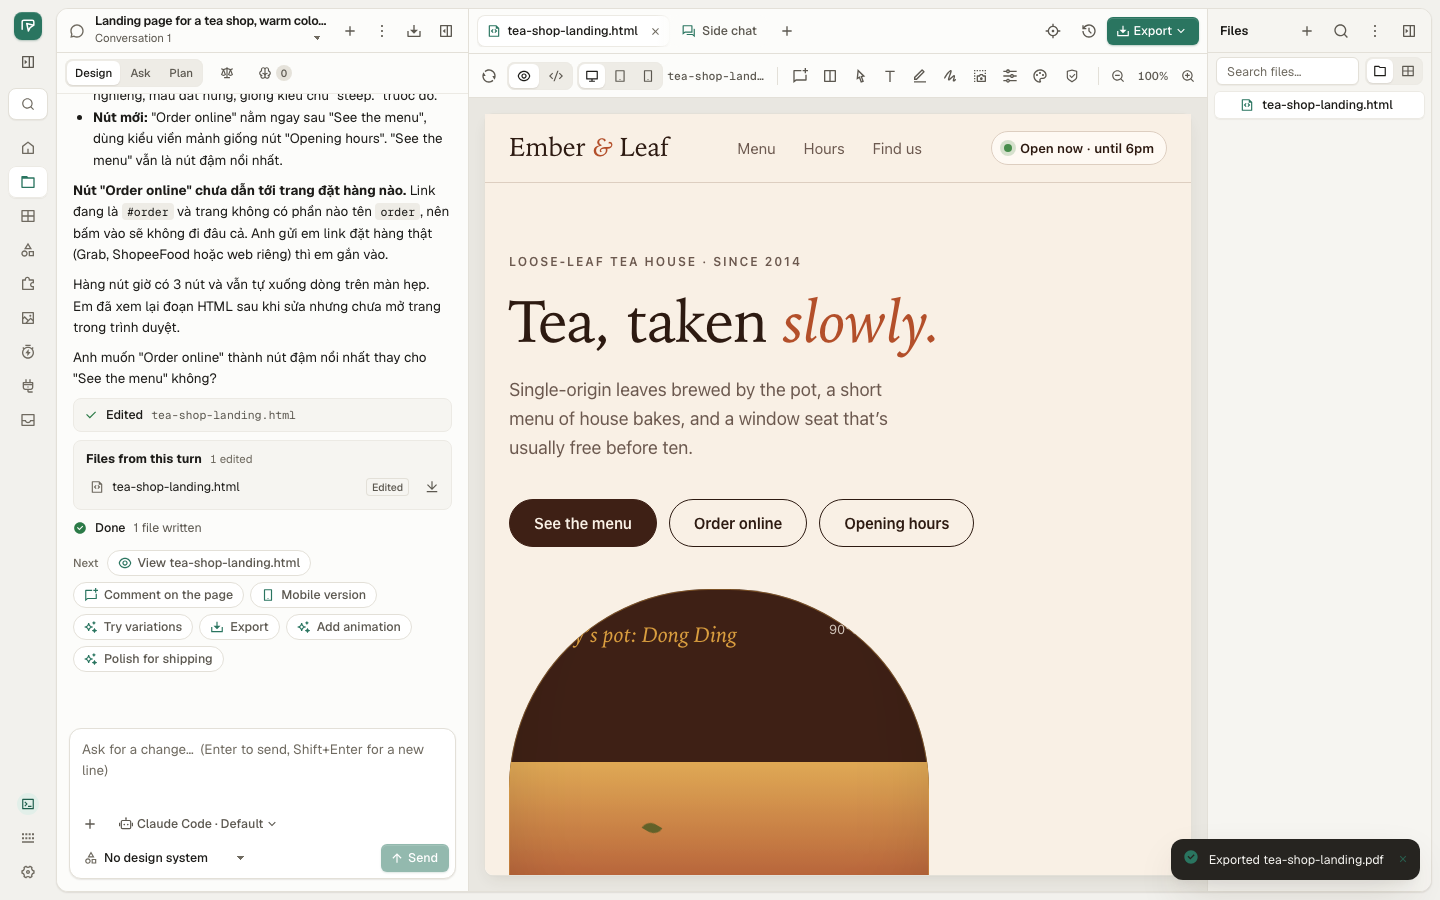 Landing page for a tea shop, warm colo...
Conversation 1
Design
Ask
Plan
0
nghiêng, màu đất nung, giống kiểu chữ "steep." trước đó.
• Nút mới: "Order online" nằm ngay sau "See the menu",
dùng kiểu viền mảnh giống nút "Opening hours". "See the
menu" vẫn là nút đậm nổi nhất.
Nút "Order online" chưa dẫn tới trang đặt hàng nào. Link
đang là #order và trang không có phần nào tên order, nên
bấm vào sẽ không đi đâu cả. Anh gửi em link đặt hàng thật
(Grab, ShopeeFood hoặc web riêng) thì em gắn vào.
Hàng nút giờ có 3 nút và vẫn tự xuống dòng trên màn hẹp.
Em đã xem lại đoạn HTML sau khi sửa nhưng chưa mở trang
trong trình duyệt.
Anh muốn "Order online" thành nút đậm nổi nhất thay cho
"See the menu" không?
Edited tea-shop-landing.html
Files from this turn 1 edited
tea-shop-landing.html
Edited
Done 1 file written
Next
View tea-shop-landing.html
Comment on the page
Mobile version
Try variations
Export
Add animation
Polish for shipping
Ask for a change... (Enter to send, Shift+Enter for a new
line)
Claude Code · Default
No design system
Send
tea-shop-landing.html
Side chat
Export
tea-shop-land...
100%
Ember & Leaf
Menu
Hours
Find us
Open now · until 6pm
LOOSE-LEAF TEA HOUSE · SINCE 2014
Tea, taken slowly.
Single-origin leaves brewed by the pot, a short
menu of house bakes, and a window seat that's
usually free before ten.
See the menu
Order online
Opening hours
y's pot: Dong Ding
90
Files
Search files...
tea-shop-landing.html
Exported tea-shop-landing.pdf